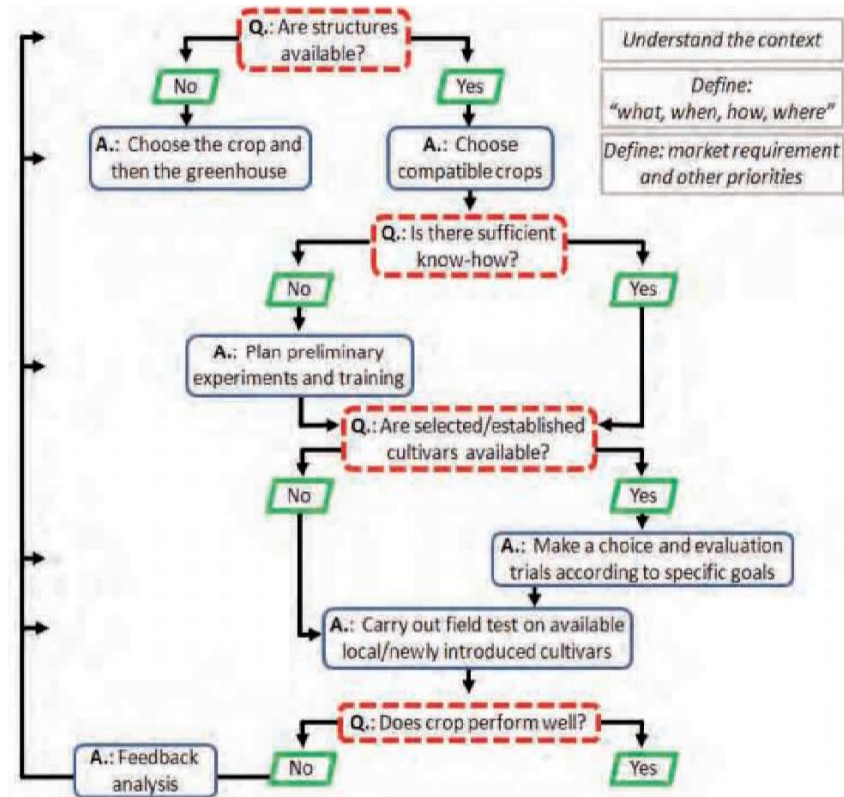 Q.: Are structures
available?
Understand the context
No
Yes
Define:
"what, when, how, where"
A.: Choose the crop and
then the greenhouse
A.: Choose
compatible crops
Define: market requirement
and other priorities
Q.: Is there sufficient
know-how?
No
Yes
A.: Plan preliminary
experiments and training
Q.: Are selected/established
cultivars available?
No
Yes
A.: Make a choice and evaluation
trials according to specific goals
A.: Carry out field test on available
local/newly introduced cultivars
Q.: Does crop perform well?
A.: Feedback
analysis
No
Yes